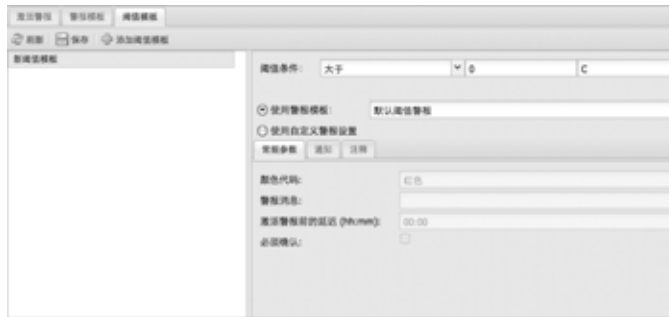 激活警报 警报模板 阈值模板
刷新 保存 添加阈值模板
新阈值模板
阈值条件: 大于 0 C
使用警报模板: 默认阈值警报
使用自定义警报设置
常规参数 通知 注释
颜色代码: 红色
警报消息:
激活警报前的延迟 (hh:mm): 00:00
必须确认: